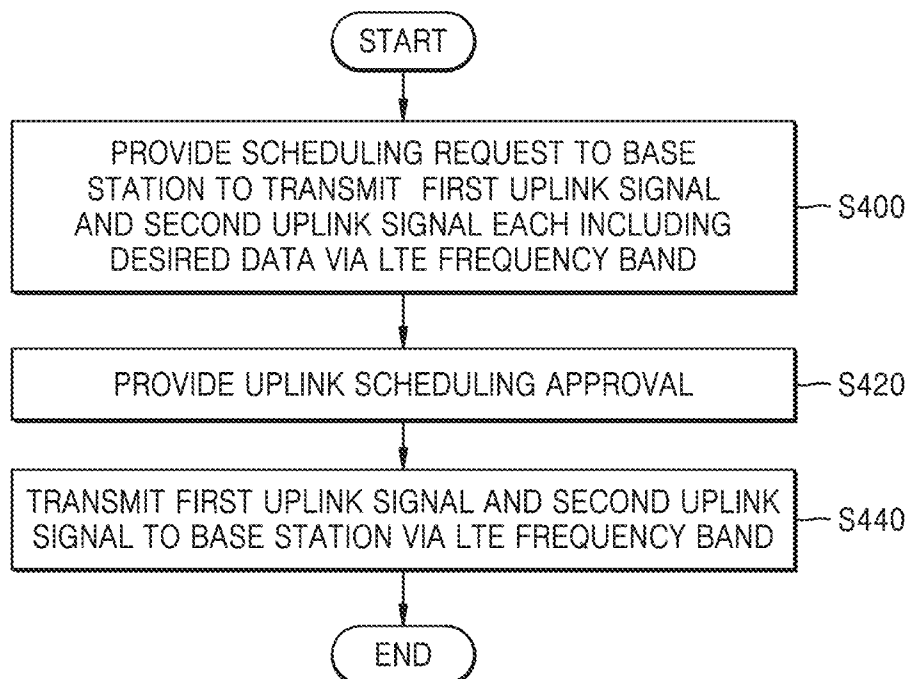 START
PROVIDE SCHEDULING REQUEST TO BASE
STATION TO TRANSMIT FIRST UPLINK SIGNAL
AND SECOND UPLINK SIGNAL EACH INCLUDING
DESIRED DATA VIA LTE FREQUENCY BAND
S400
PROVIDE UPLINK SCHEDULING APPROVAL
S420
TRANSMIT FIRST UPLINK SIGNAL AND SECOND UPLINK
SIGNAL TO BASE STATION VIA LTE FREQUENCY BAND
S440
END